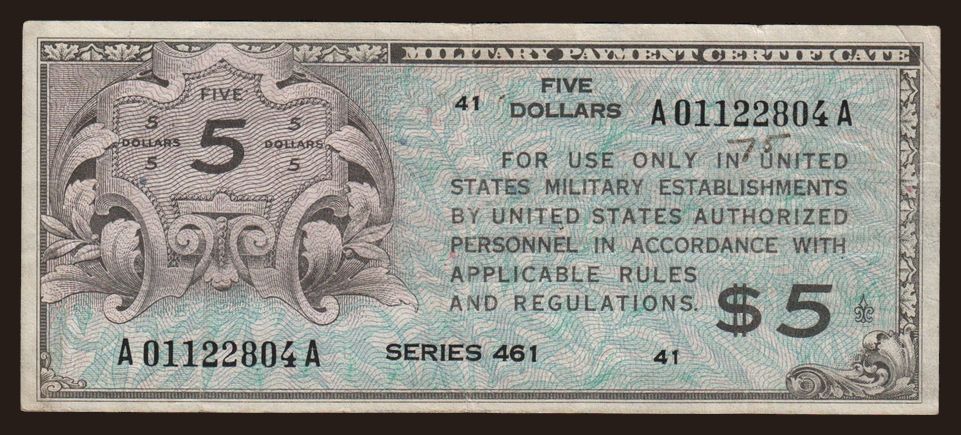 MILITARY PAYMENT CERTIFICATE
FIVE
5 DOLLARS 5
5
5 DOLLARS 5
41
FIVE
DOLLARS
A01122804A
75
FOR USE ONLY IN UNITED
STATES MILITARY ESTABLISHMENTS
BY UNITED STATES AUTHORIZED
PERSONNEL IN ACCORDANCE WITH
APPLICABLE RULES
AND REGULATIONS.
$5
A01122804A
SERIES 461
41